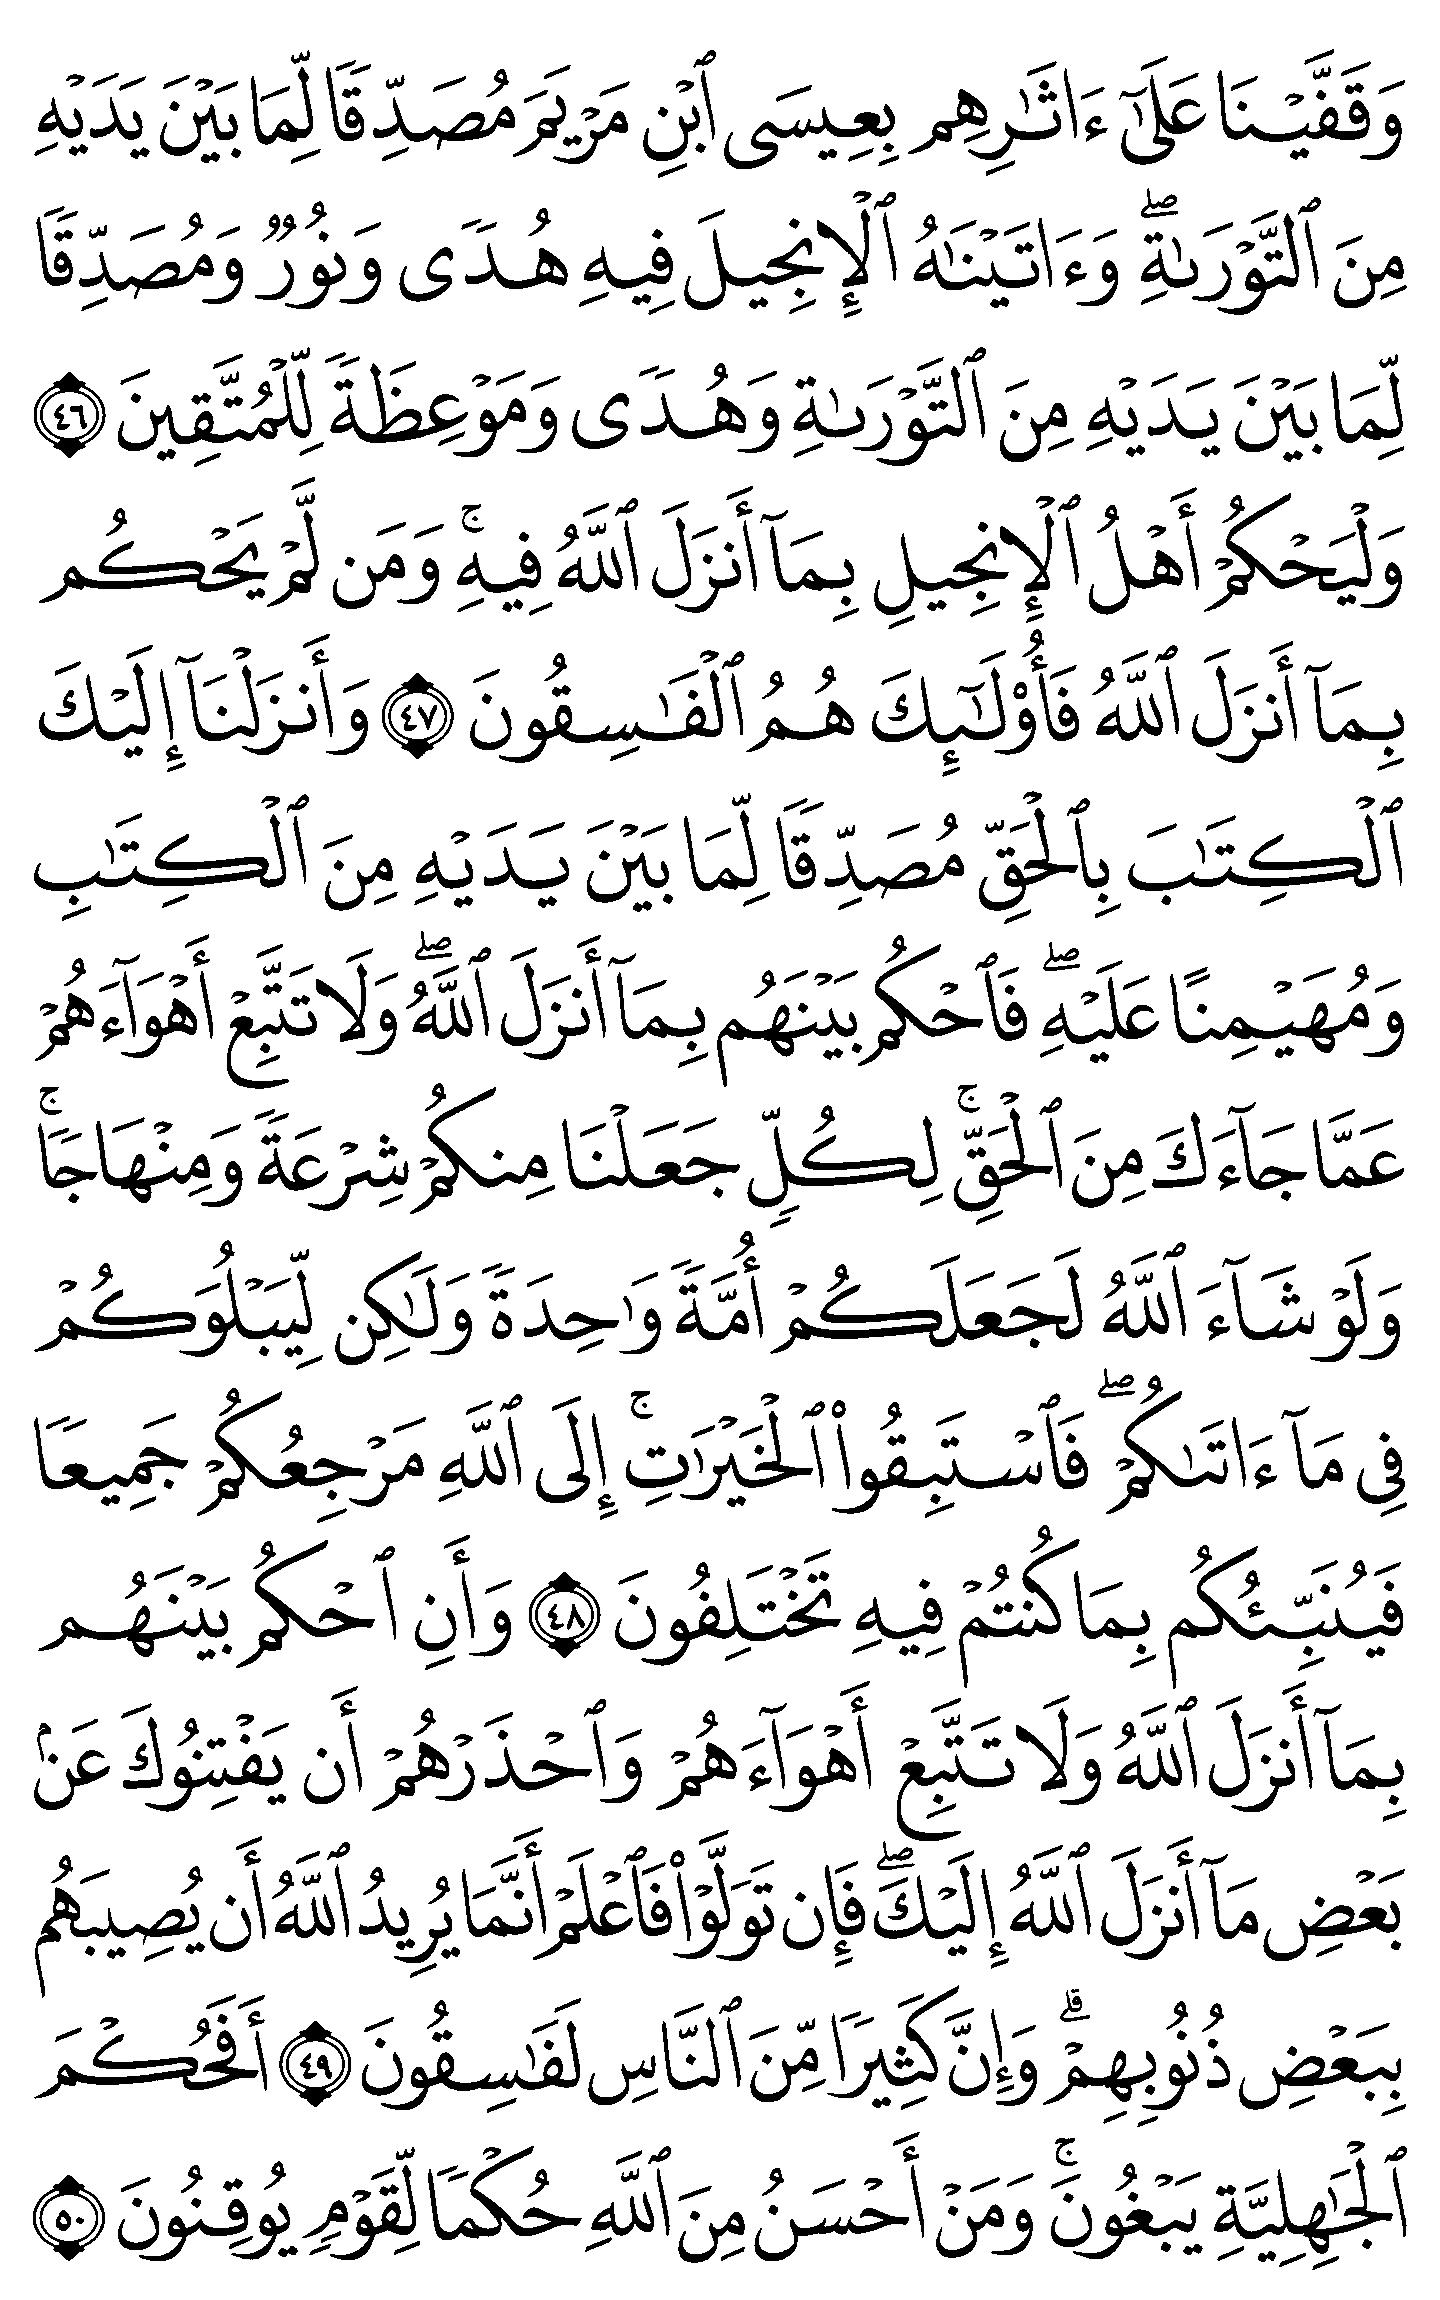 وَقَفَّيْنَا عَلَىٰٓ ءَاثَٰرِهِم بِعِيسَى ٱبْنِ مَرْيَمَ مُصَدِّقًا لِّمَا بَيْنَ يَدَيْهِ
مِنَ ٱلتَّوْرَىٰةِ ۖ وَءَاتَيْنَٰهُ ٱلْإِنجِيلَ فِيهِ هُدًى وَنُورٌ وَمُصَدِّقًا
لِّمَا بَيْنَ يَدَيْهِ مِنَ ٱلتَّوْرَىٰةِ وَهُدًى وَمَوْعِظَةً لِّلْمُتَّقِينَ ٤٦
وَلْيَحْكُمْ أَهْلُ ٱلْإِنجِيلِ بِمَآ أَنزَلَ ٱللَّهُ فِيهِ ۚ وَمَن لَّمْ يَحْكُم
بِمَآ أَنزَلَ ٱللَّهُ فَأُو۟لَٰٓئِكَ هُمُ ٱلْفَٰسِقُونَ ٤٧ وَأَنزَلْنَآ إِلَيْكَ
ٱلْكِتَٰبَ بِٱلْحَقِّ مُصَدِّقًا لِّمَا بَيْنَ يَدَيْهِ مِنَ ٱلْكِتَٰبِ
وَمُهَيْمِنًا عَلَيْهِ ۖ فَٱحْكُم بَيْنَهُم بِمَآ أَنزَلَ ٱللَّهُ ۖ وَلَا تَتَّبِعْ أَهْوَآءَهُمْ
عَمَّا جَآءَكَ مِنَ ٱلْحَقِّ ۚ لِكُلٍّ جَعَلْنَا مِنكُمْ شِرْعَةً وَمِنْهَاجًا ۚ
وَلَوْ شَآءَ ٱللَّهُ لَجَعَلَكُمْ أُمَّةً وَٰحِدَةً وَلَٰكِن لِّيَبْلُوَكُمْ
فِى مَآ ءَاتَىٰكُمْ ۖ فَٱسْتَبِقُوا۟ ٱلْخَيْرَٰتِ ۚ إِلَى ٱللَّهِ مَرْجِعُكُمْ جَمِيعًا
فَيُنَبِّئُكُم بِمَا كُنتُمْ فِيهِ تَخْتَلِفُونَ ٤٨ وَأَنِ ٱحْكُم بَيْنَهُم
بِمَآ أَنزَلَ ٱللَّهُ وَلَا تَتَّبِعْ أَهْوَآءَهُمْ وَٱحْذَرْهُمْ أَن يَفْتِنُوكَ عَنۢ
بَعْضِ مَآ أَنزَلَ ٱللَّهُ إِلَيْكَ ۖ فَإِن تَوَلَّوْا۟ فَٱعْلَمْ أَنَّمَا يُرِيدُ ٱللَّهُ أَن يُصِيبَهُم
بِبَعْضِ ذُنُوبِهِمْ ۗ وَإِنَّ كَثِيرًا مِّنَ ٱلنَّاسِ لَفَٰسِقُونَ ٤٩ أَفَحُكْمَ
ٱلْجَٰهِلِيَّةِ يَبْغُونَ ۚ وَمَنْ أَحْسَنُ مِنَ ٱللَّهِ حُكْمًا لِّقَوْمٍ يُوقِنُونَ ٥٠